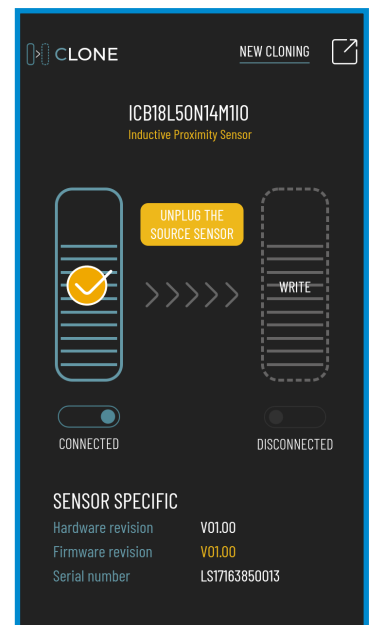 CLONE
NEW CLONING
ICB18L50N14M1IO
Inductive Proximity Sensor
UNPLUG THE
SOURCE SENSOR
WRITE
CONNECTED
DISCONNECTED
SENSOR SPECIFIC
Hardware revision V01.00
Firmware revision V01.00
Serial number LS17163850013